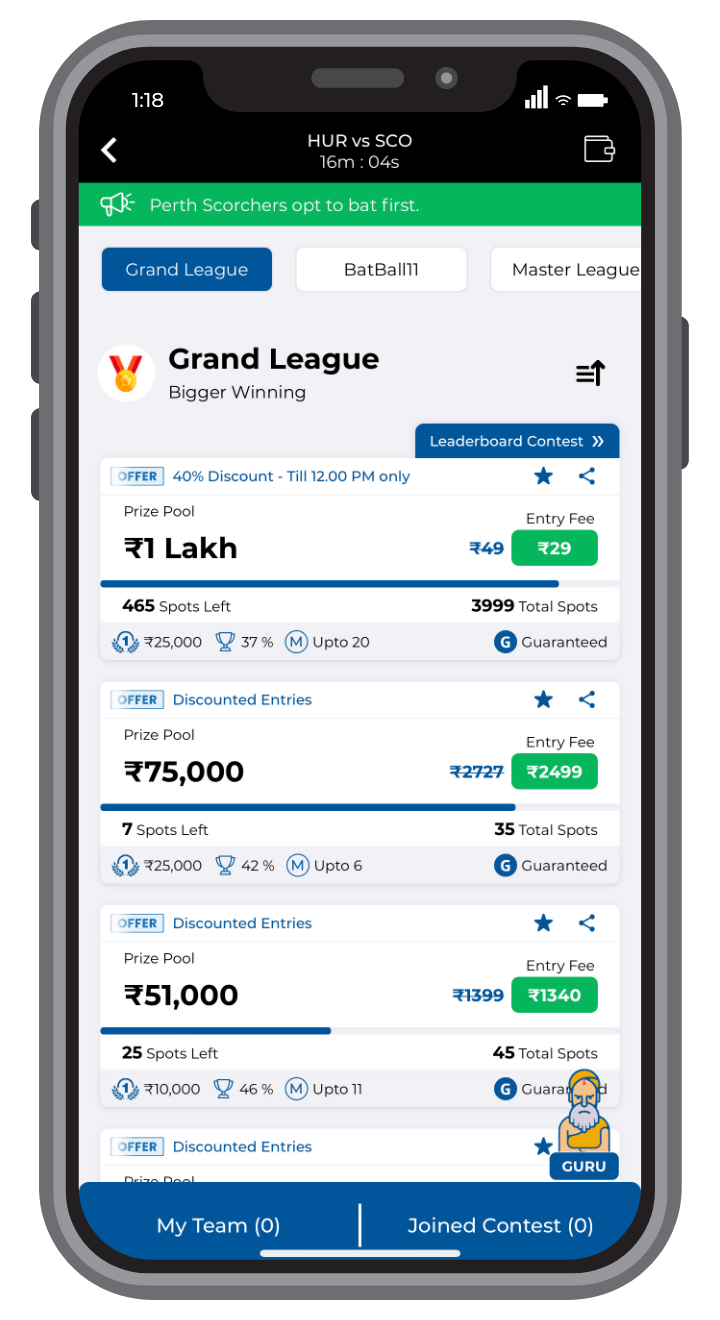 1:18
HUR vs SCO
16m : 04s
Perth Scorchers opt to bat first.
Grand League
BatBall11
Master League
Grand League
Bigger Winning
Leaderboard Contest »
OFFER 40% Discount - Till 12.00 PM only
Prize Pool
Entry Fee
₹1 Lakh
₹49 ₹29
465 Spots Left
3999 Total Spots
1 ₹25,000 37 % M Upto 20
G Guaranteed
OFFER Discounted Entries
Prize Pool
Entry Fee
₹75,000
₹2727 ₹2499
7 Spots Left
35 Total Spots
1 ₹25,000 42 % M Upto 6
G Guaranteed
OFFER Discounted Entries
Prize Pool
Entry Fee
₹51,000
₹1399 ₹1340
25 Spots Left
45 Total Spots
1 ₹10,000 46 % M Upto 11
G Guaranteed
OFFER Discounted Entries
GURU
Prize Pool
My Team (0)
Joined Contest (0)